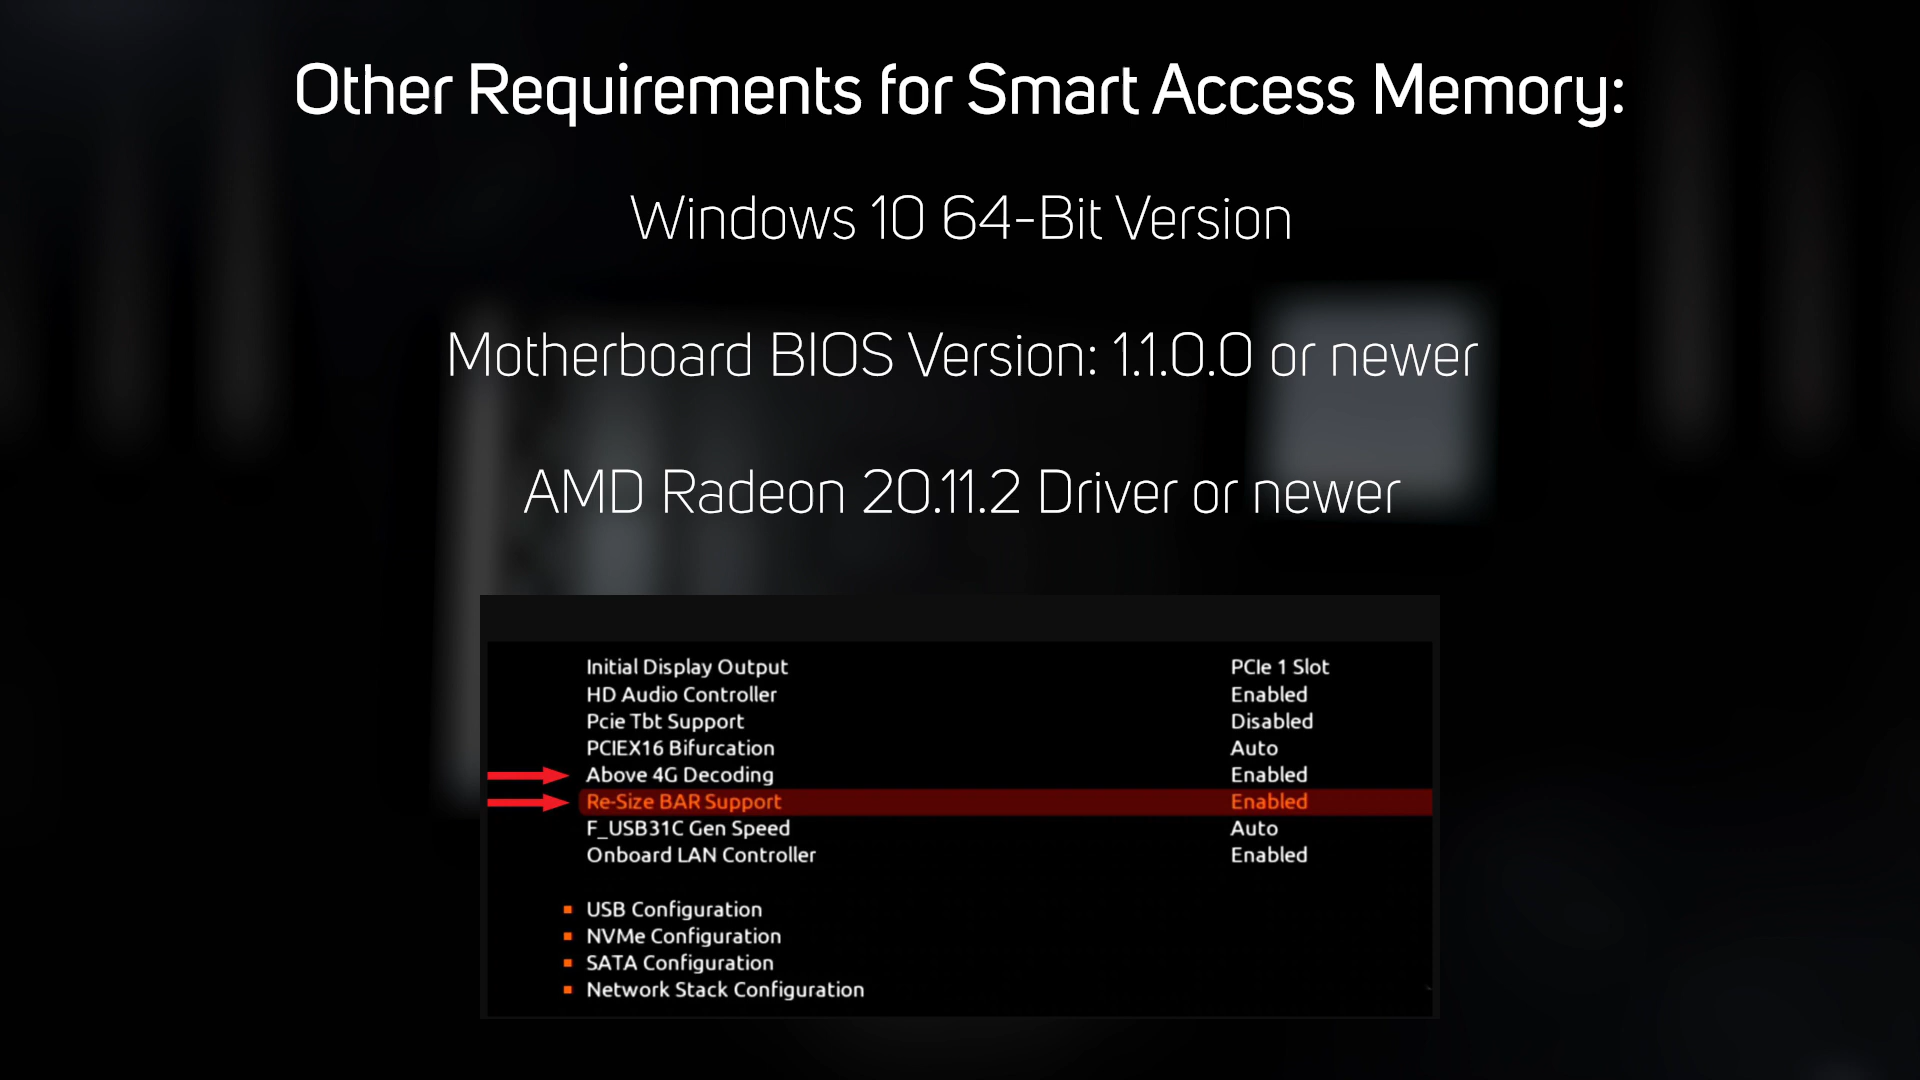 Other Requirements for Smart Access Memory:
Windows 10 64-Bit Version
Motherboard BIOS Version: 1.1.0.0 or newer
AMD Radeon 20.11.2 Driver or newer
Initial Display Output PCIe 1 Slot
HD Audio Controller Enabled
Pcie Tbt Support Disabled
PCIEX16 Bifurcation Auto
Above 4G Decoding Enabled
Re-Size BAR Support Enabled
F_USB31C Gen Speed Auto
Onboard LAN Controller Enabled
USB Configuration
NVMe Configuration
SATA Configuration
Network Stack Configuration